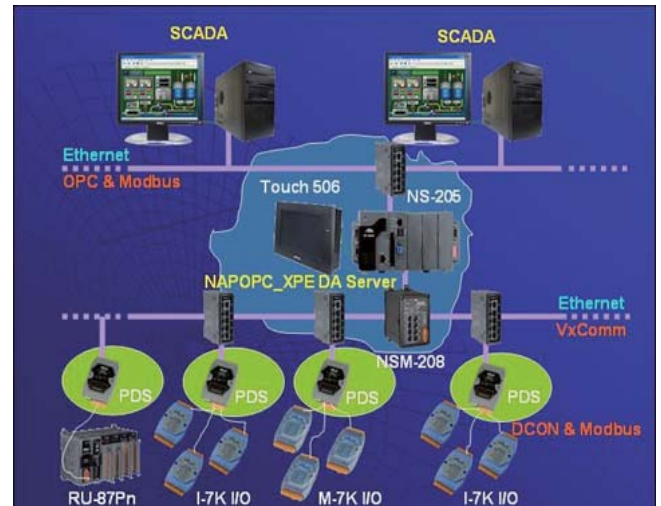 SCADA
SCADA
Ethernet
OPC & Modbus
Touch 506
NS-205
NAPOPC_XPE DA Server
Ethernet
VxComm
NSM-208
PDS
PDS
PDS
PDS
DCON & Modbus
RU-87Pn
I-7K I/O
M-7K I/O
I-7K I/O